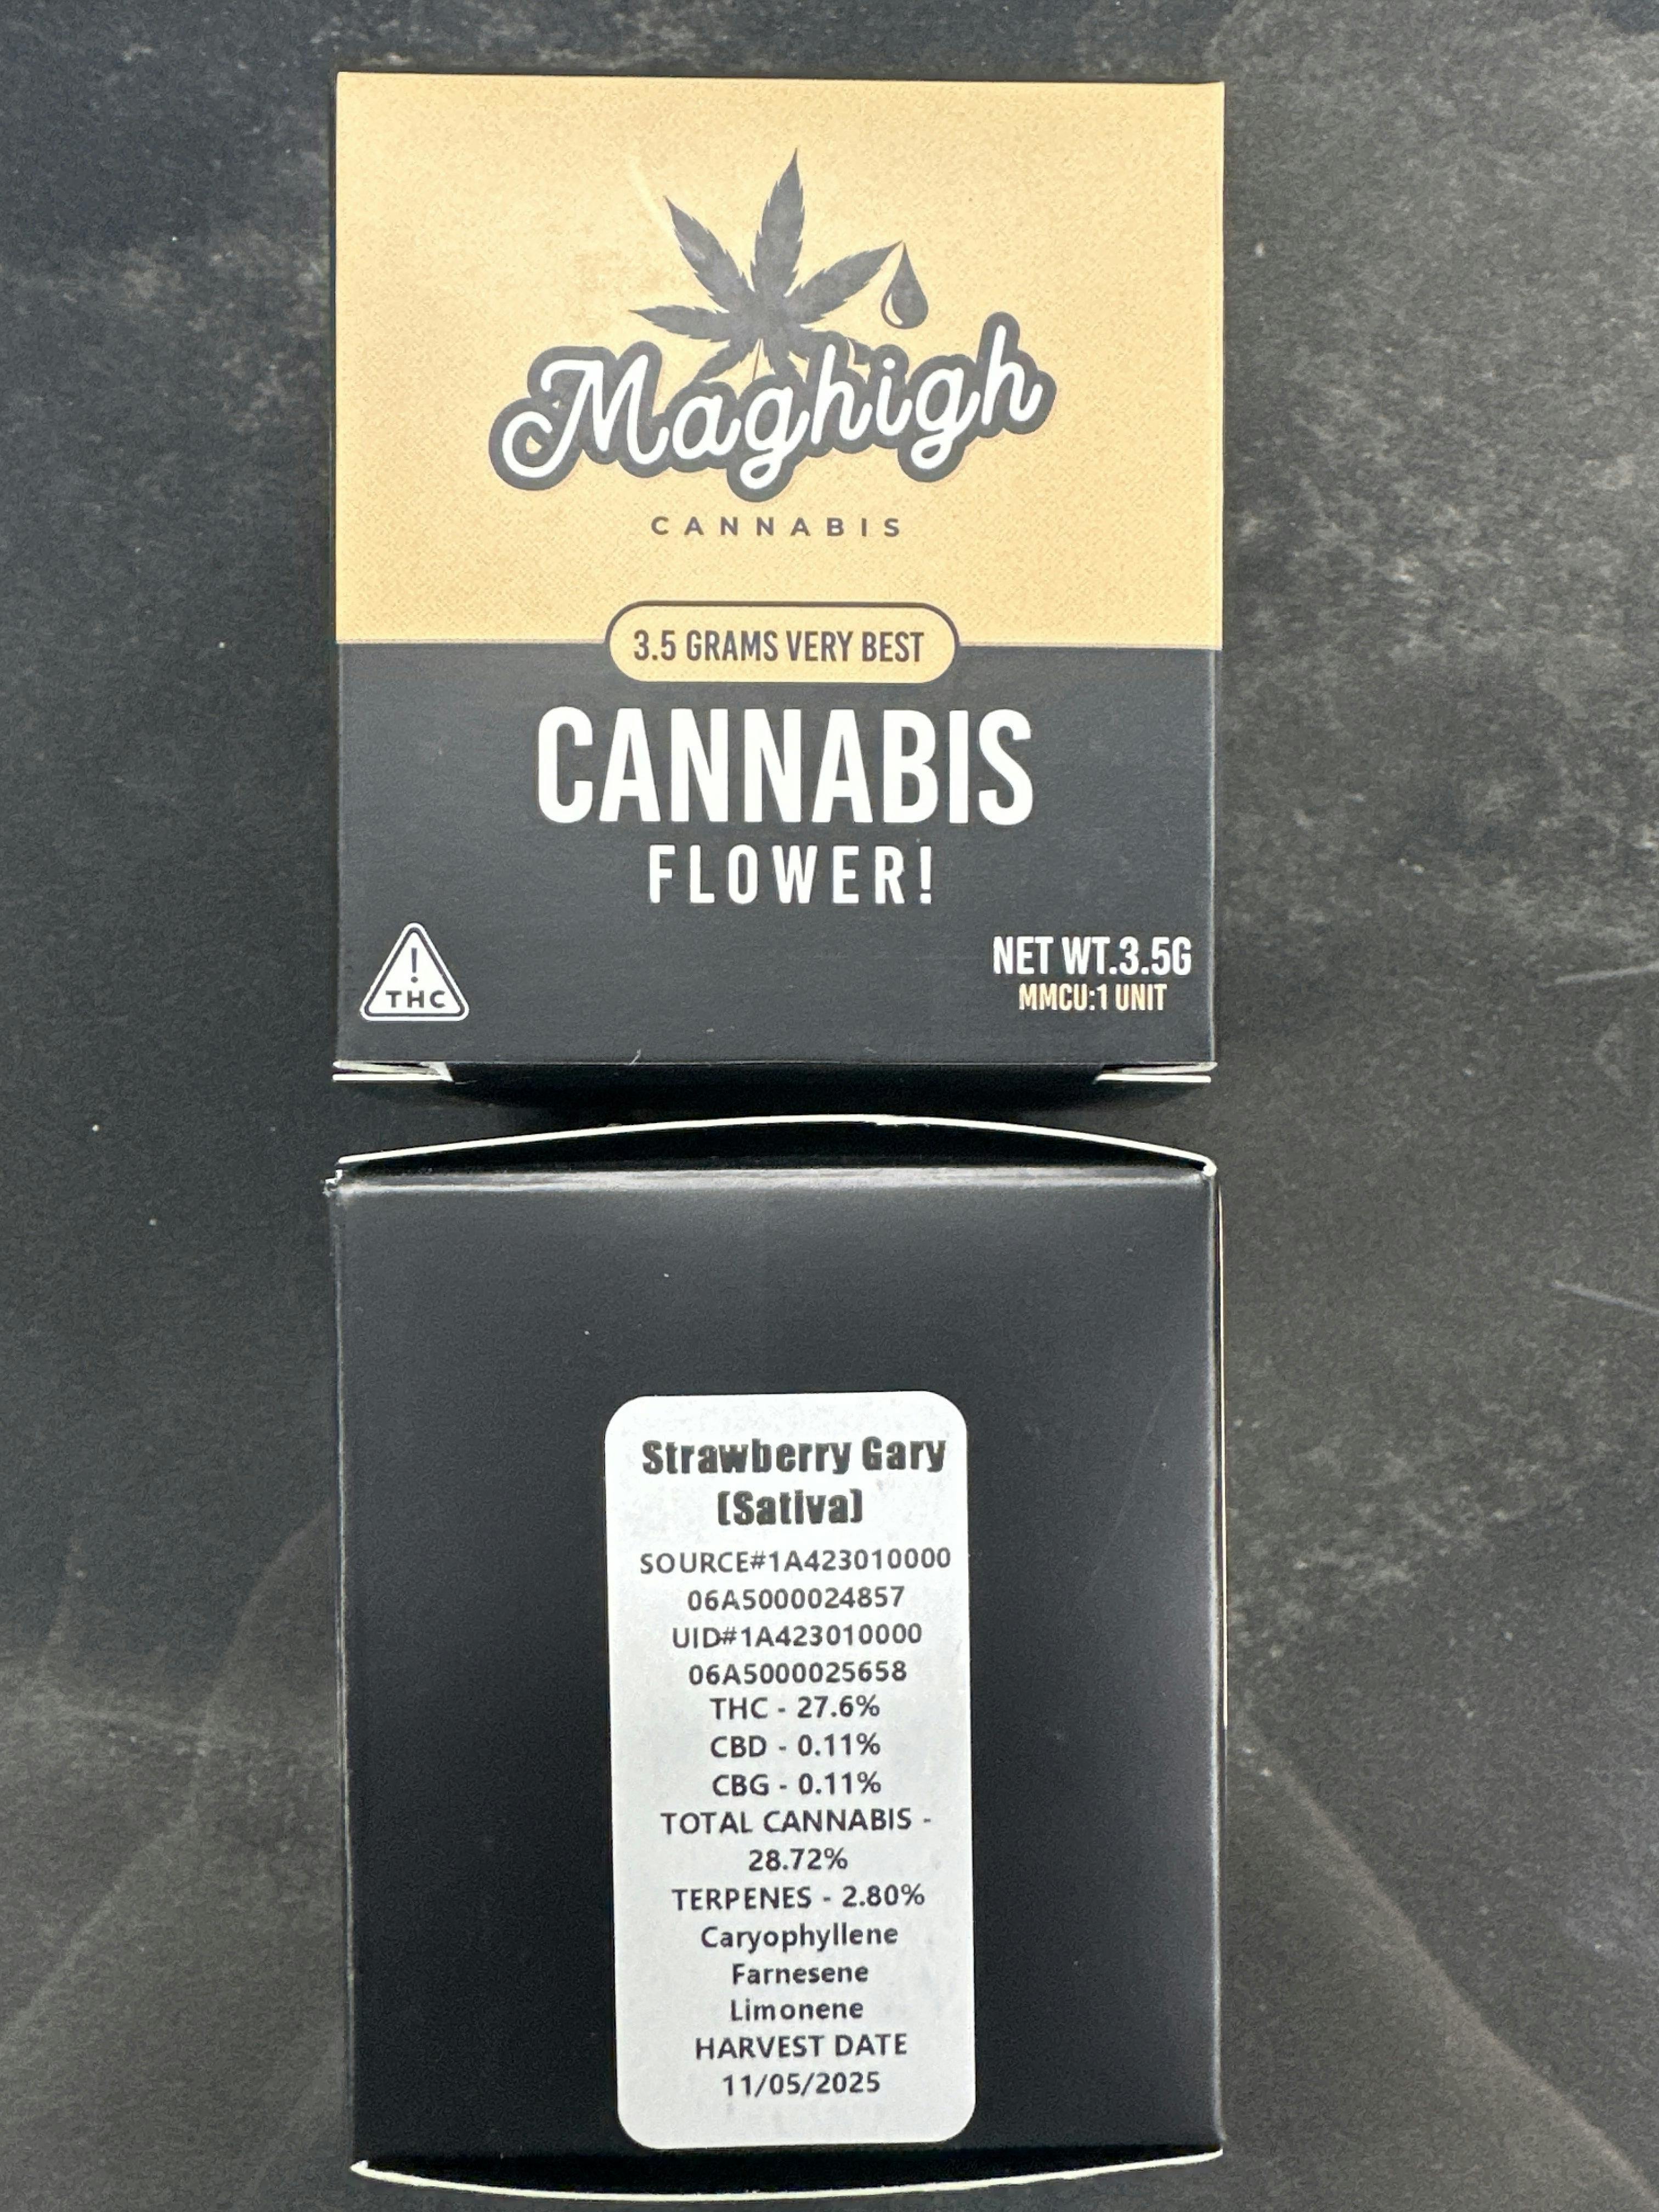 Maghigh
CANNABIS
3.5 GRAMS VERY BEST
CANNABIS
FLOWER!
!
THC
NET WT.3.5G
MMCU:1 UNIT
Strawberry Gary
(Sativa)
SOURCE#1A423010000
06A5000024857
UID#1A423010000
06A5000025658
THC - 27.6%
CBD - 0.11%
CBG - 0.11%
TOTAL CANNABIS -
28.72%
TERPENES - 2.80%
Caryophyllene
Farnesene
Limonene
HARVEST DATE
11/05/2025